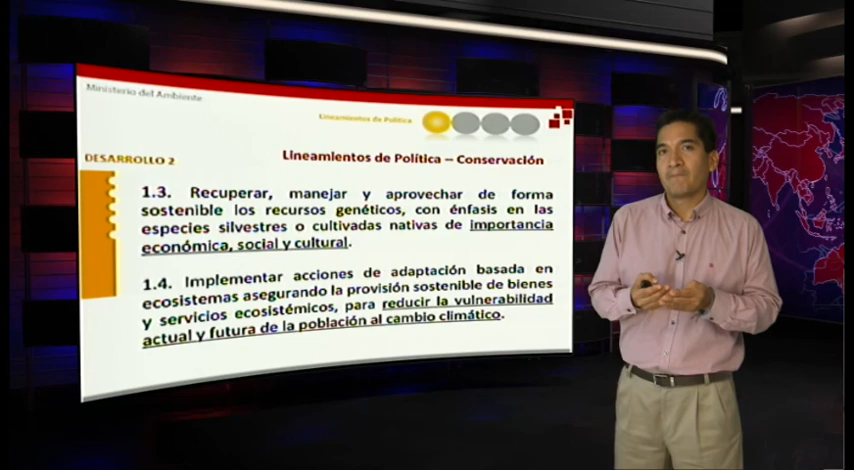 Ministerio del Ambiente
Lineamientos de Política
DESARROLLO 2
Lineamientos de Política – Conservación
1.3. Recuperar, manejar y aprovechar de forma
sostenible los recursos genéticos, con énfasis en las
especies silvestres o cultivadas nativas de importancia
económica, social y cultural.
1.4. Implementar acciones de adaptación basada en
ecosistemas asegurando la provisión sostenible de bienes
y servicios ecosistémicos, para reducir la vulnerabilidad
actual y futura de la población al cambio climático.